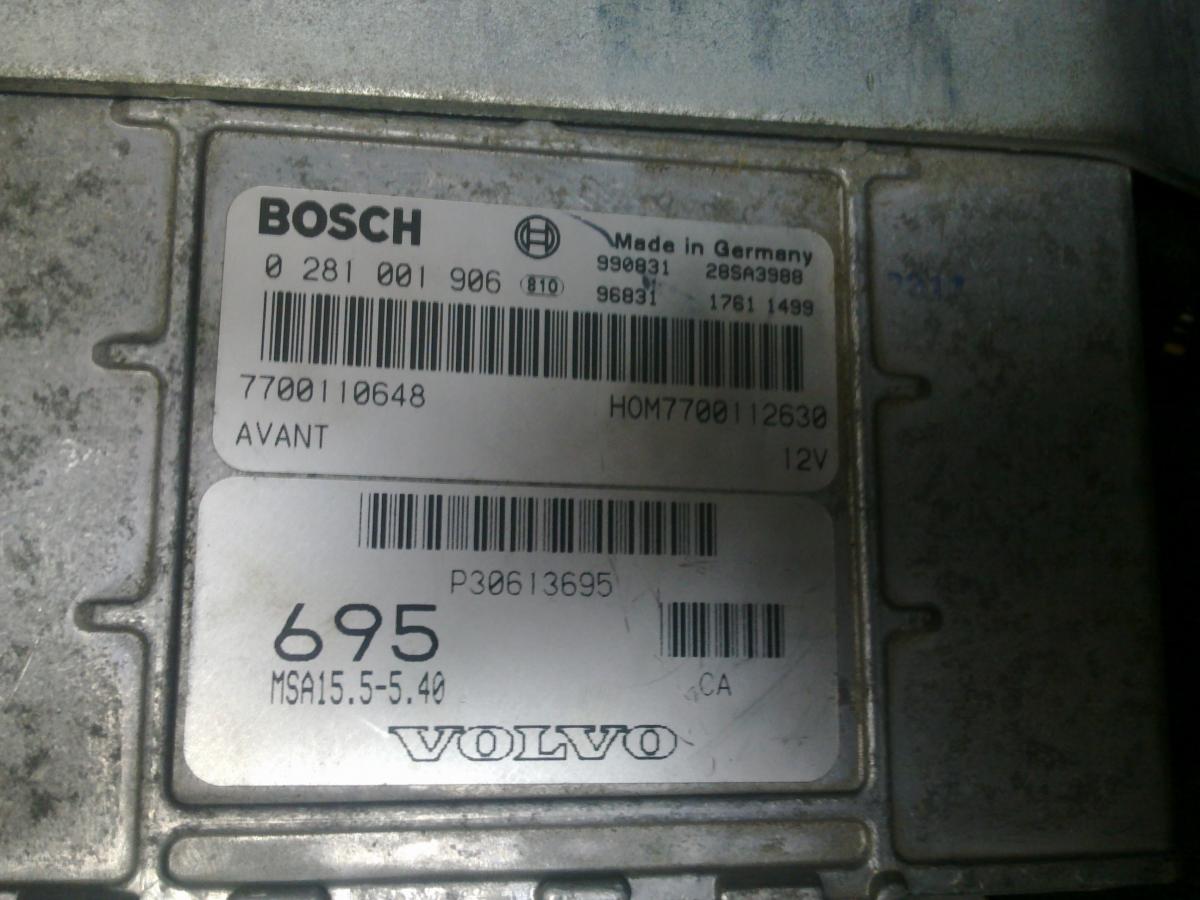 BOSCH
Made in Germany
0 281 001 906 810
990831 28SA3988
96831 1761 1499
7700110648
HOM7700112630
AVANT
12V
P30613695
695
MSA15.5-5.40
CA
VOLVO